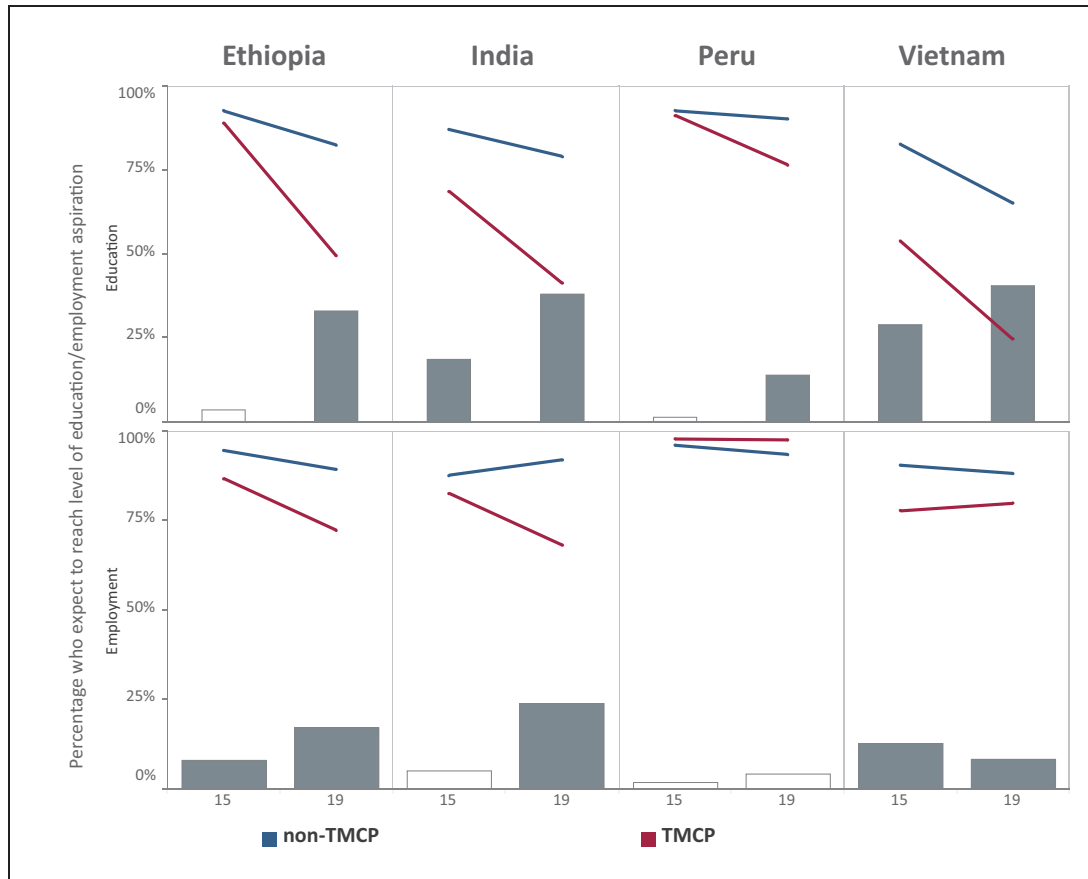 Ethiopia India Peru Vietnam
Percentage who expect to reach level of education/employment aspiration
Education
100%
75%
50%
25%
0%
Employment
100%
75%
50%
25%
0%
15 19 15 19 15 19 15 19
non-TMCP TMCP